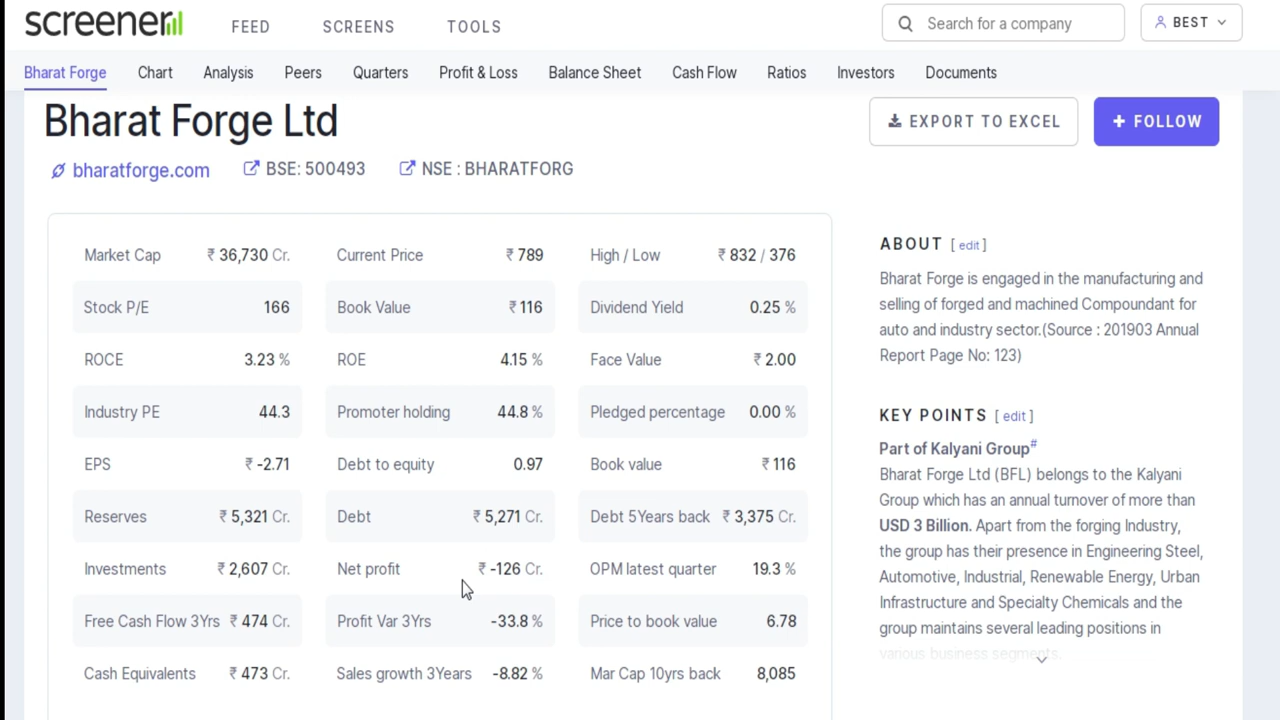 screener FEED SCREENS TOOLS Search for a company BEST
Bharat Forge Chart Analysis Peers Quarters Profit & Loss Balance Sheet Cash Flow Ratios Investors Documents
Bharat Forge Ltd EXPORT TO EXCEL + FOLLOW
bharatforge.com BSE: 500493 NSE : BHARATFORG
Market Cap ₹ 36,730 Cr. Current Price ₹ 789 High / Low ₹ 832 / 376
Stock P/E 166 Book Value ₹ 116 Dividend Yield 0.25 %
ROCE 3.23 % ROE 4.15 % Face Value ₹ 2.00
Industry PE 44.3 Promoter holding 44.8 % Pledged percentage 0.00 %
EPS ₹ -2.71 Debt to equity 0.97 Book value ₹ 116
Reserves ₹ 5,321 Cr. Debt ₹ 5,271 Cr. Debt 5Years back ₹ 3,375 Cr.
Investments ₹ 2,607 Cr. Net profit ₹ -126 Cr. OPM latest quarter 19.3 %
Free Cash Flow 3Yrs ₹ 474 Cr. Profit Var 3Yrs -33.8 % Price to book value 6.78
Cash Equivalents ₹ 473 Cr. Sales growth 3Years -8.82 % Mar Cap 10yrs back 8,085
ABOUT [ edit ]
Bharat Forge is engaged in the manufacturing and
selling of forged and machined Compoundant for
auto and industry sector.(Source : 201903 Annual
Report Page No: 123)
KEY POINTS [ edit ]
Part of Kalyani Group#
Bharat Forge Ltd (BFL) belongs to the Kalyani
Group which has an annual turnover of more than
USD 3 Billion. Apart from the forging Industry,
the group has their presence in Engineering Steel,
Automotive, Industrial, Renewable Energy, Urban
Infrastructure and Specialty Chemicals and the
group maintains several leading positions in
various business segments.